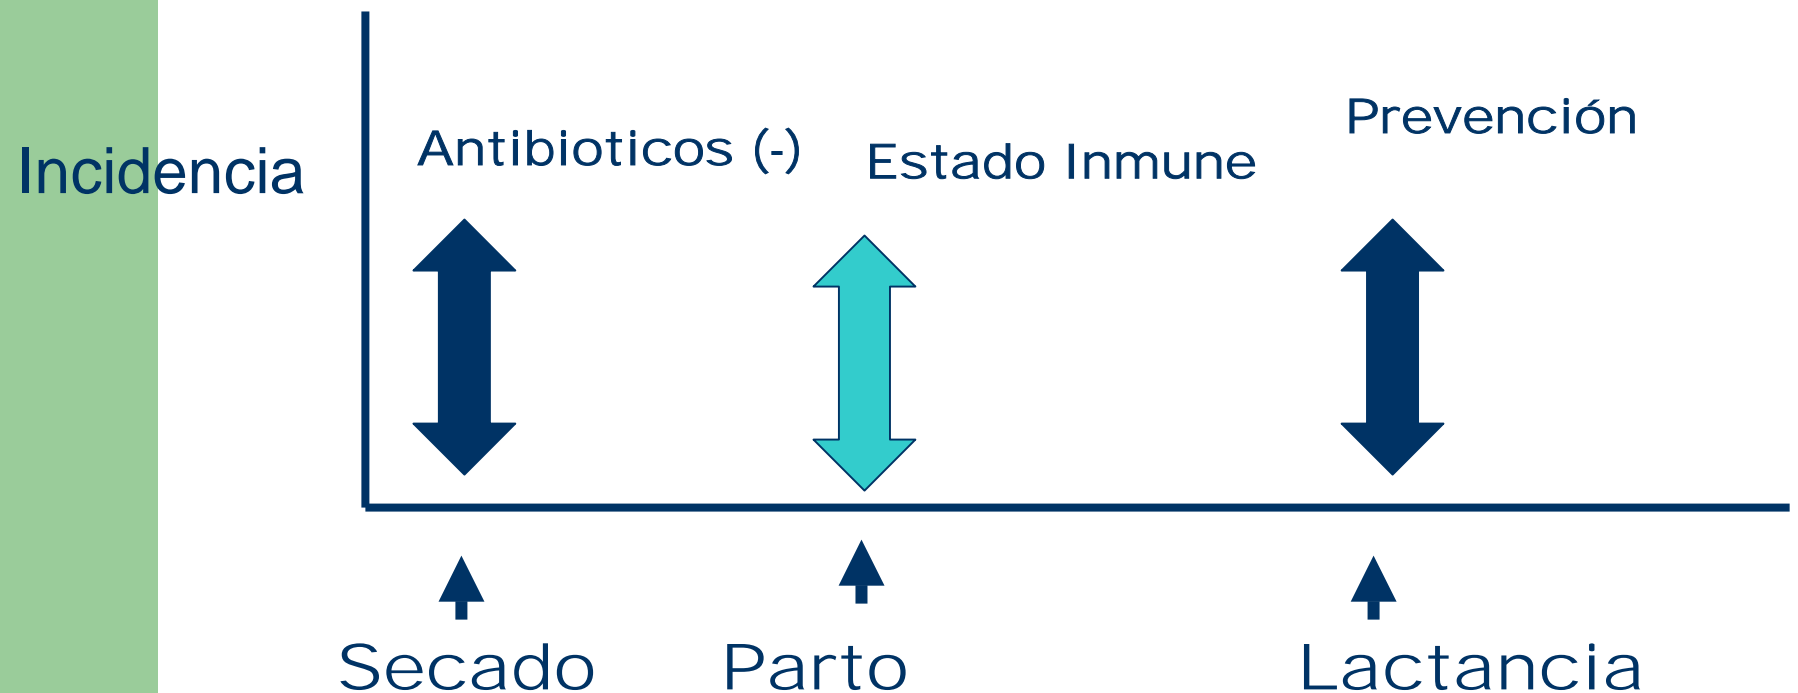 Prevención
Antibioticos (-)
Estado Inmune
Incidencia
Secado
Parto
Lactancia